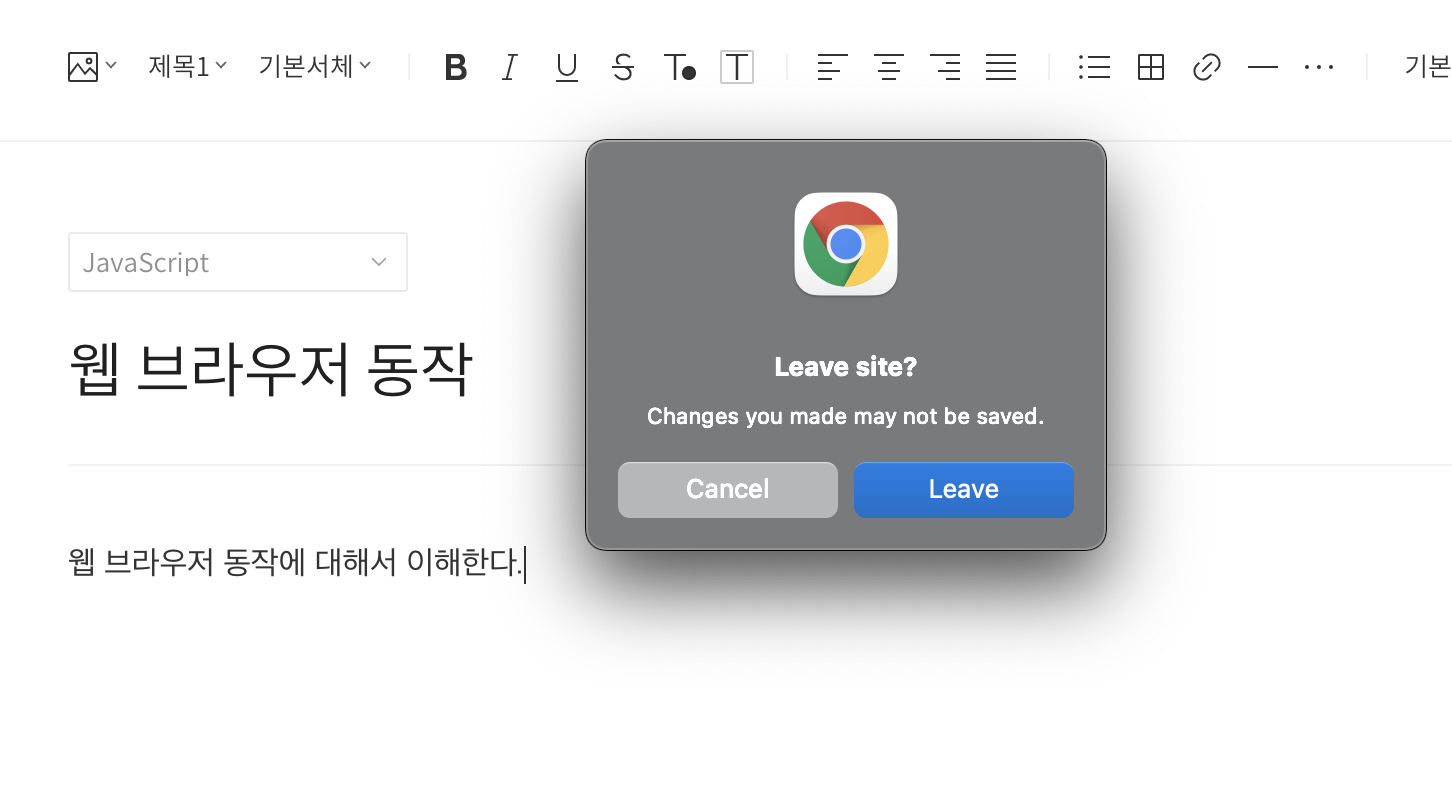 제목1 기본서체 B I U S T T 기본
JavaScript
웹 브라우저 동작
Leave site?
Changes you made may not be saved.
Cancel Leave
웹 브라우저 동작에 대해서 이해한다.